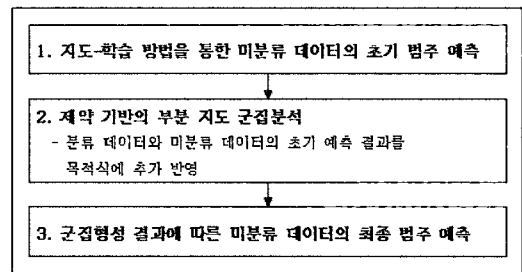 1. 지도-학습 방법을 통한 미분류 데이터의 초기 범주 예측
2. 제약 기반의 부분 지도 군집분석
- 분류 데이터와 미분류 데이터의 초기 예측 결과를
목적식에 추가 반영
3. 군집형성 결과에 따른 미분류 데이터의 최종 범주 예측